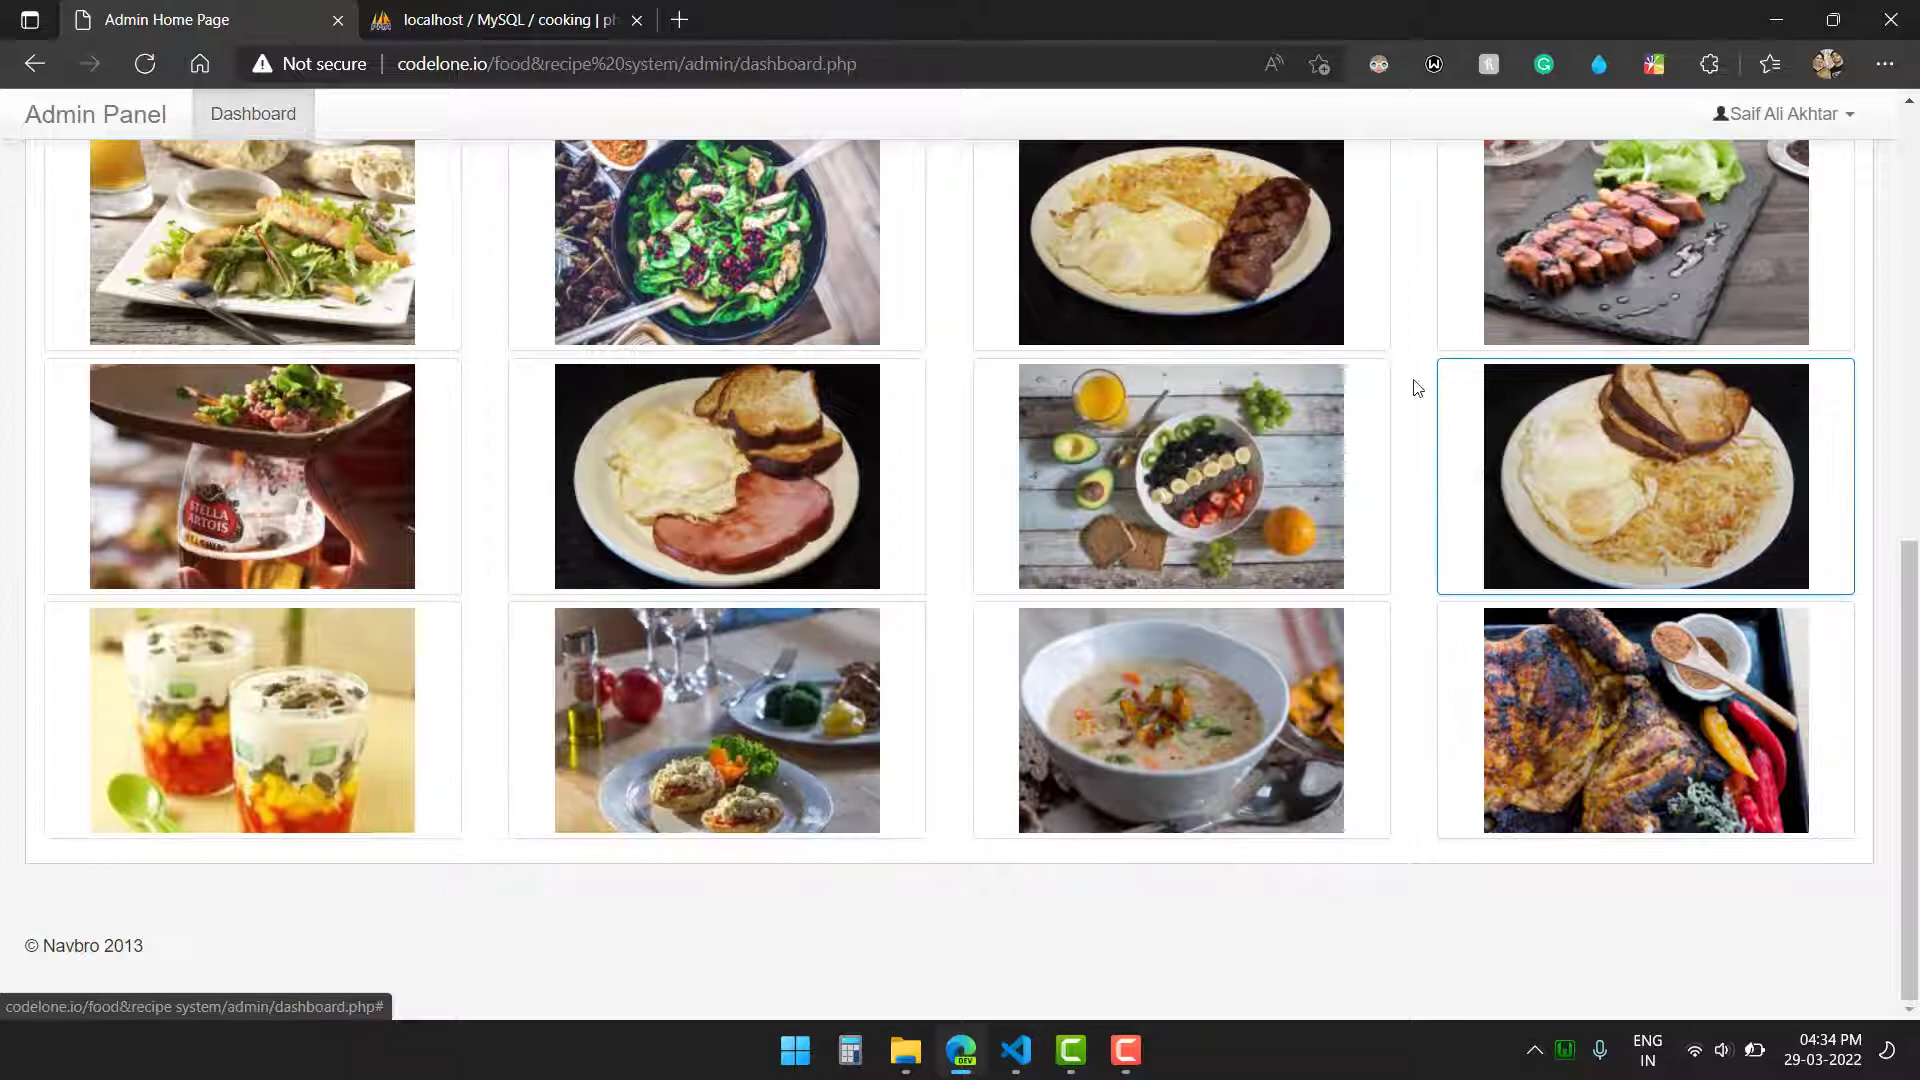 Admin Home Page
localhost / MySQL / cooking | ph
Not secure
codelone.io/food&recipe%20system/admin/dashboard.php
Admin Panel
Dashboard
Saif Ali Akhtar
STELLA
ARTOIS
© Navbro 2013
codelone.io/food&recipe system/admin/dashboard.php#
DEV
ENG
IN
04:34 PM
29-03-2022